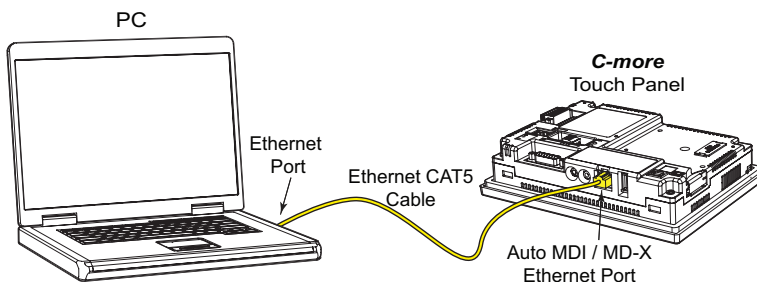 PC
C-more
Touch Panel
Ethernet
Port
Ethernet CAT5
Cable
Auto MDI / MD-X
Ethernet Port